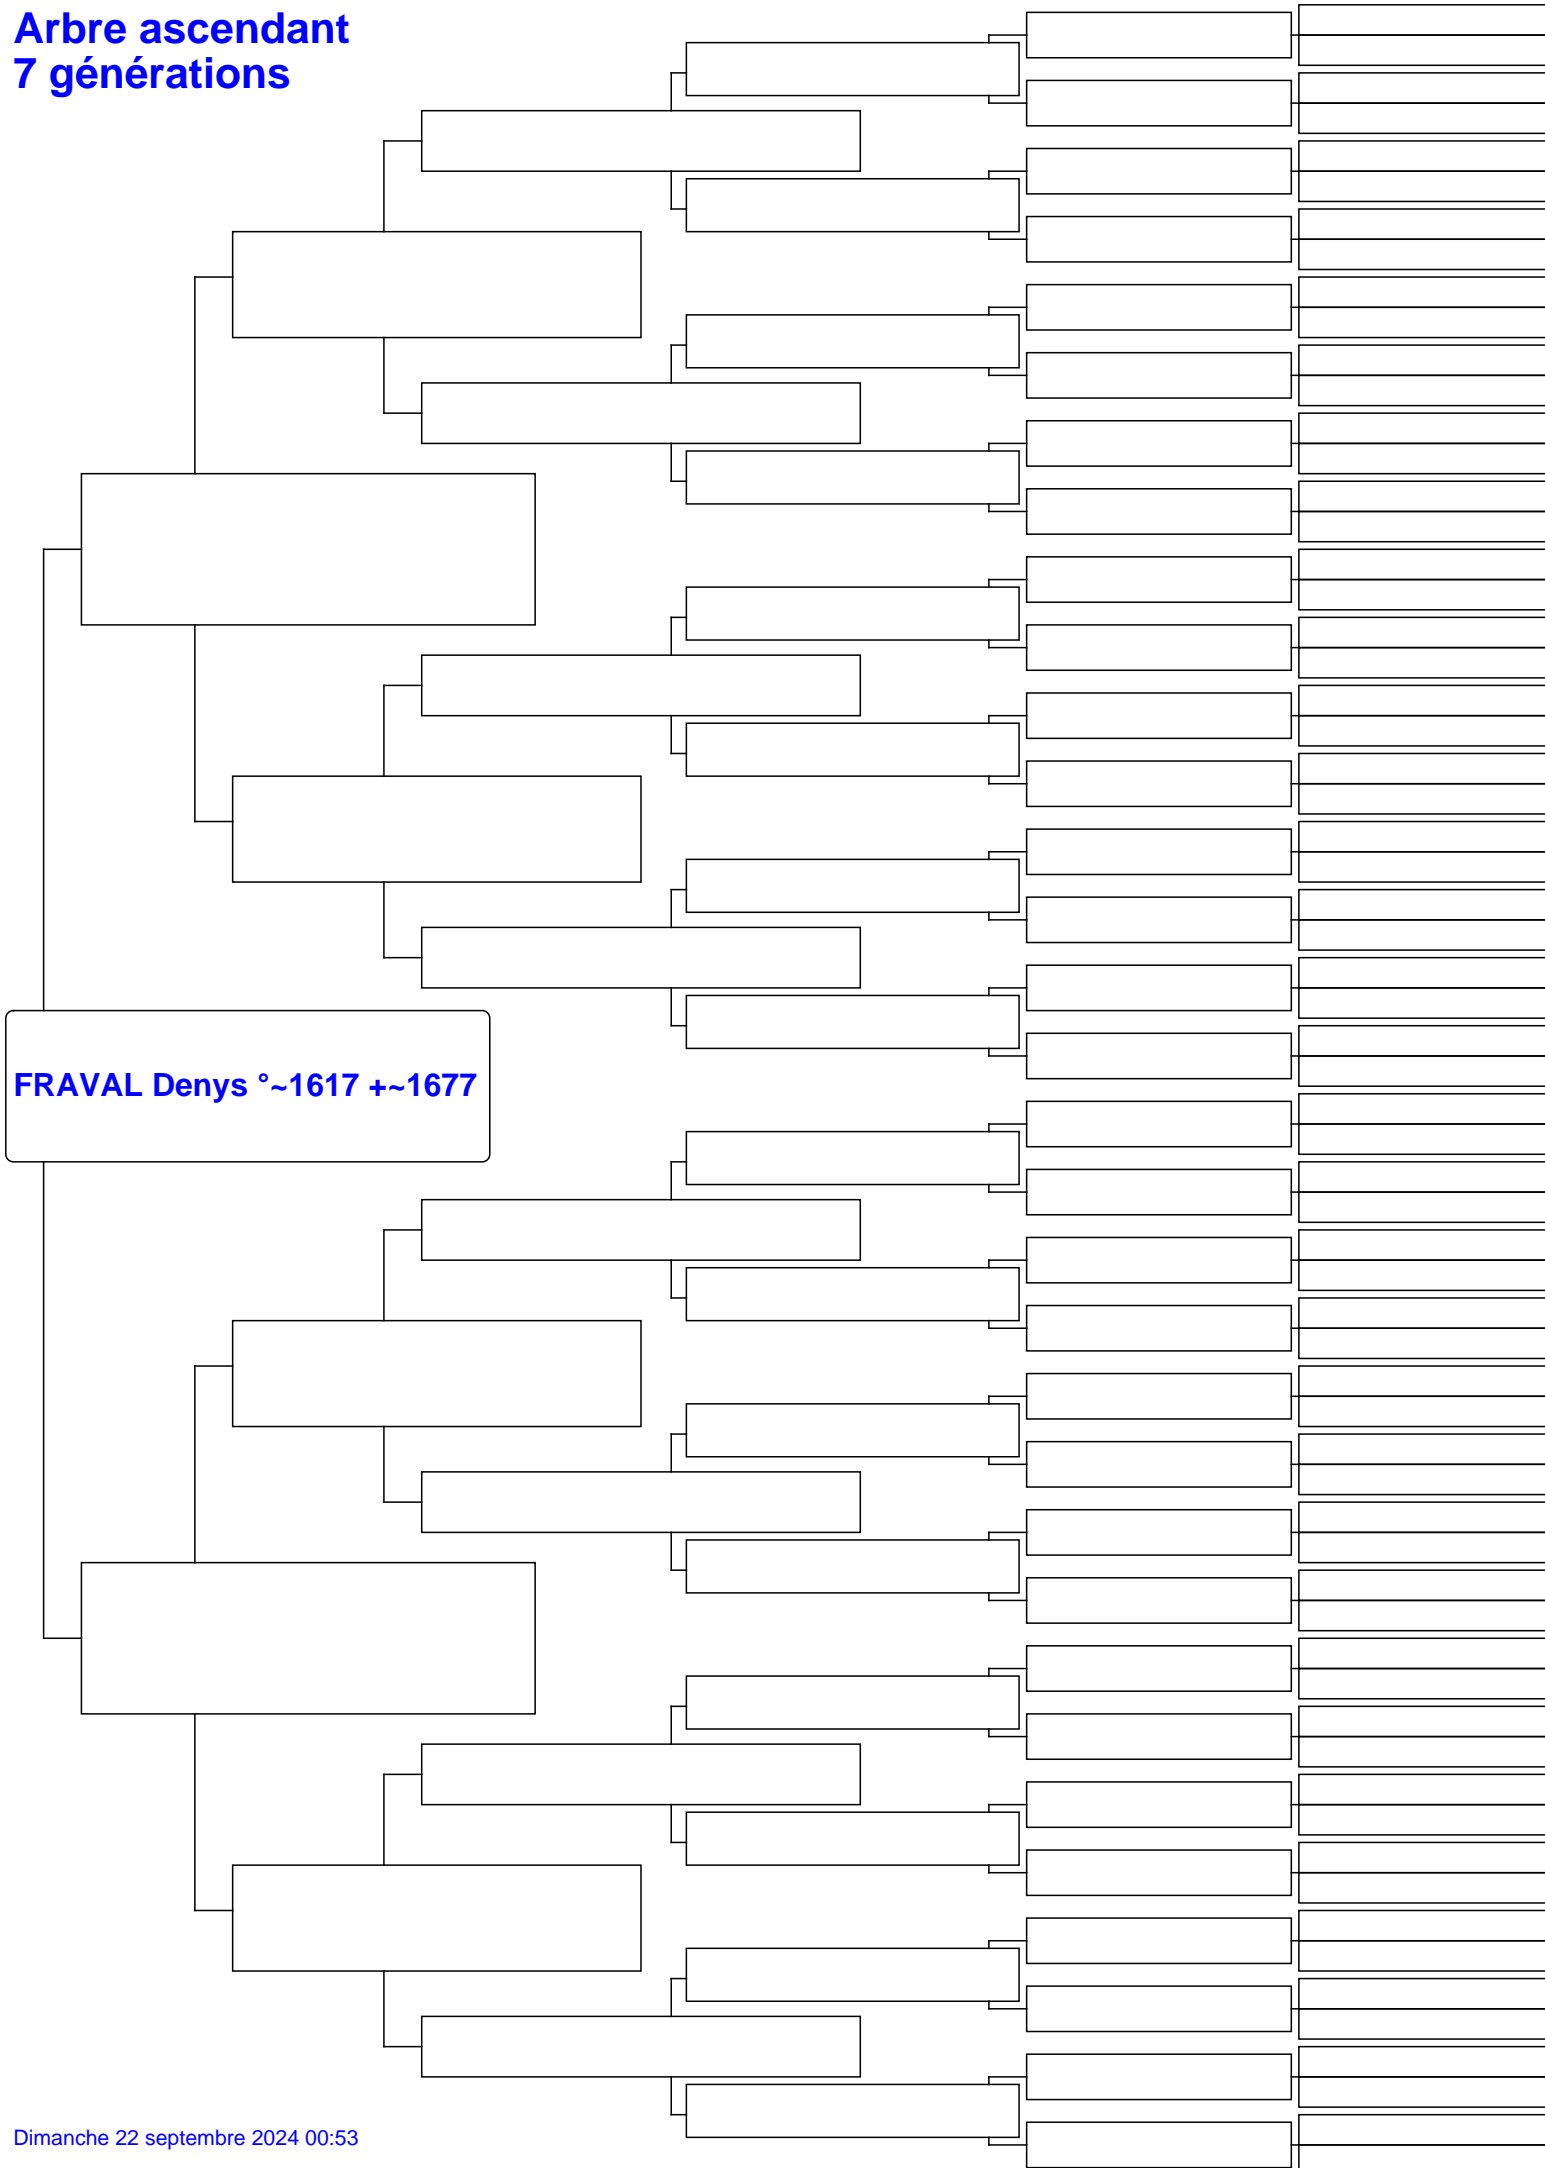 Arbre ascendant
7 générations
FRAVAL Denys °~1617 +~1677
Dimanche 22 septembre 2024 00:53